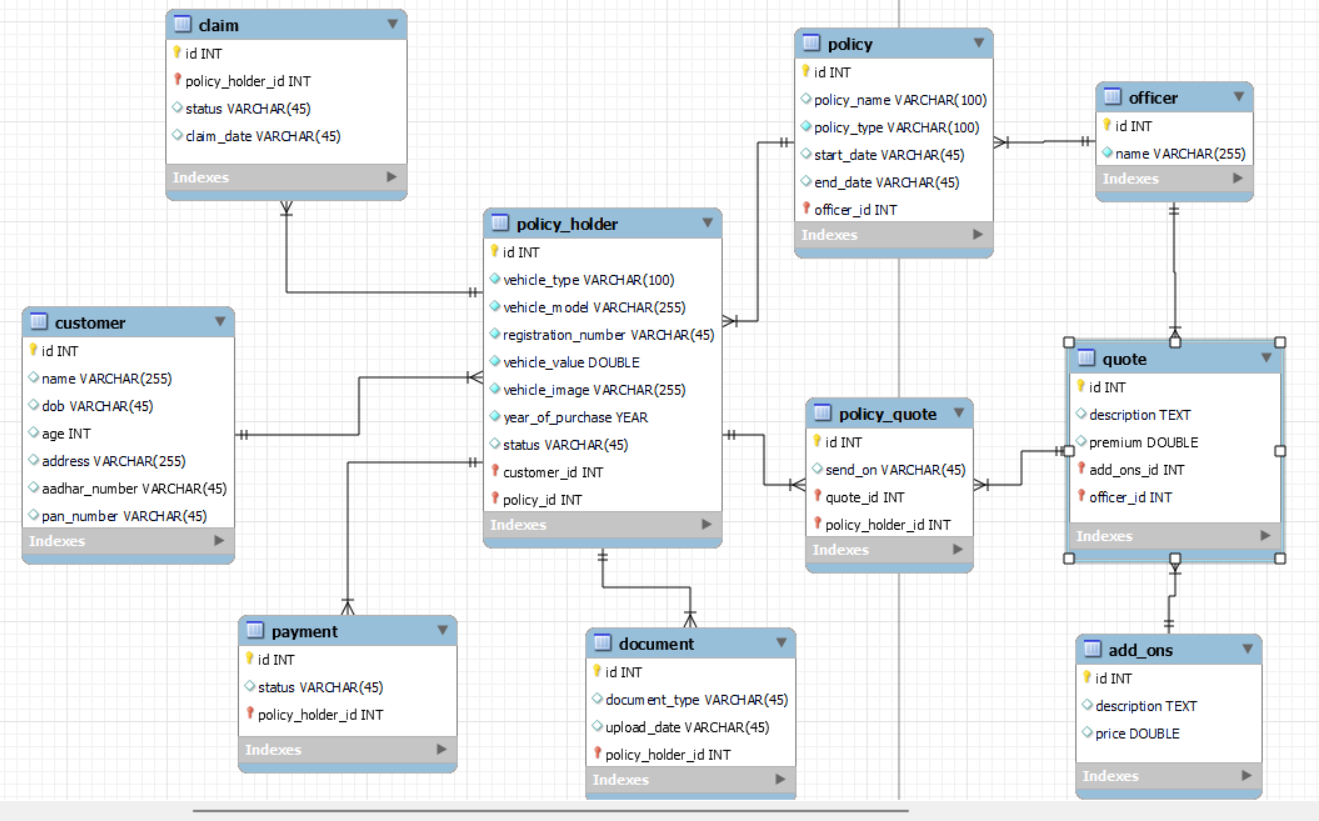 claim
id INT
policy_holder_id INT
status VARCHAR(45)
claim_date VARCHAR(45)
Indexes
policy
id INT
policy_name VARCHAR(100)
policy_type VARCHAR(100)
start_date VARCHAR(45)
end_date VARCHAR(45)
officer_id INT
Indexes
officer
id INT
name VARCHAR(255)
Indexes
policy_holder
id INT
vehicle_type VARCHAR(100)
vehicle_model VARCHAR(255)
registration_number VARCHAR(45)
vehicle_value DOUBLE
vehicle_image VARCHAR(255)
year_of_purchase YEAR
status VARCHAR(45)
customer_id INT
policy_id INT
Indexes
customer
id INT
name VARCHAR(255)
dob VARCHAR(45)
age INT
address VARCHAR(255)
aadhar_number VARCHAR(45)
pan_number VARCHAR(45)
Indexes
policy_quote
id INT
send_on VARCHAR(45)
quote_id INT
policy_holder_id INT
Indexes
quote
id INT
description TEXT
premium DOUBLE
add_ons_id INT
officer_id INT
Indexes
payment
id INT
status VARCHAR(45)
policy_holder_id INT
Indexes
document
id INT
document_type VARCHAR(45)
upload_date VARCHAR(45)
policy_holder_id INT
Indexes
add_ons
id INT
description TEXT
price DOUBLE
Indexes